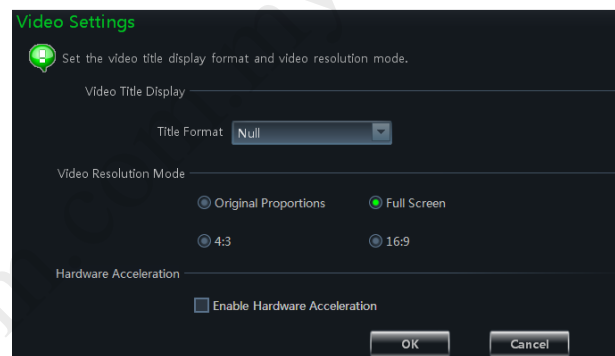 Video Settings
Set the video title display format and video resolution mode.
Video Title Display
Title Format Null
Video Resolution Mode
Original Proportions Full Screen
4:3 16:9
Hardware Acceleration
Enable Hardware Acceleration
OK Cancel